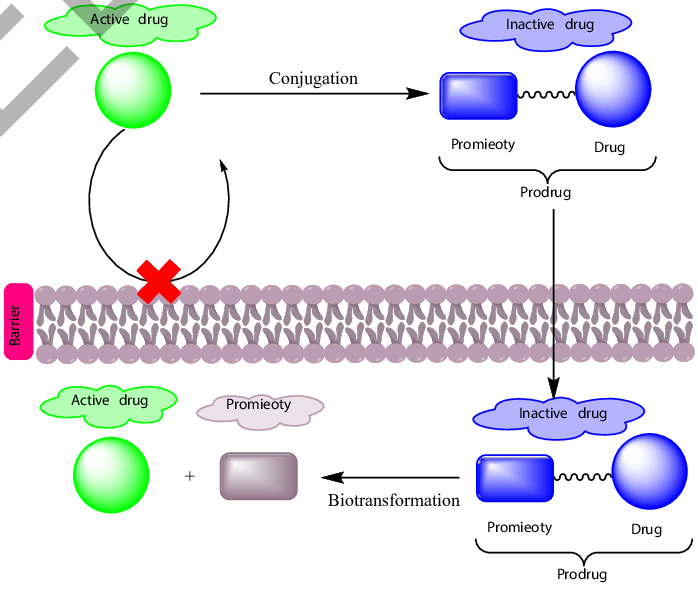 Active drug
Inactive drug
Conjugation
Promieoty
Drug
Prodrug
Barrier
Active drug
Promieoty
Inactive drug
+
Biotransformation
Promieoty
Drug
Prodrug